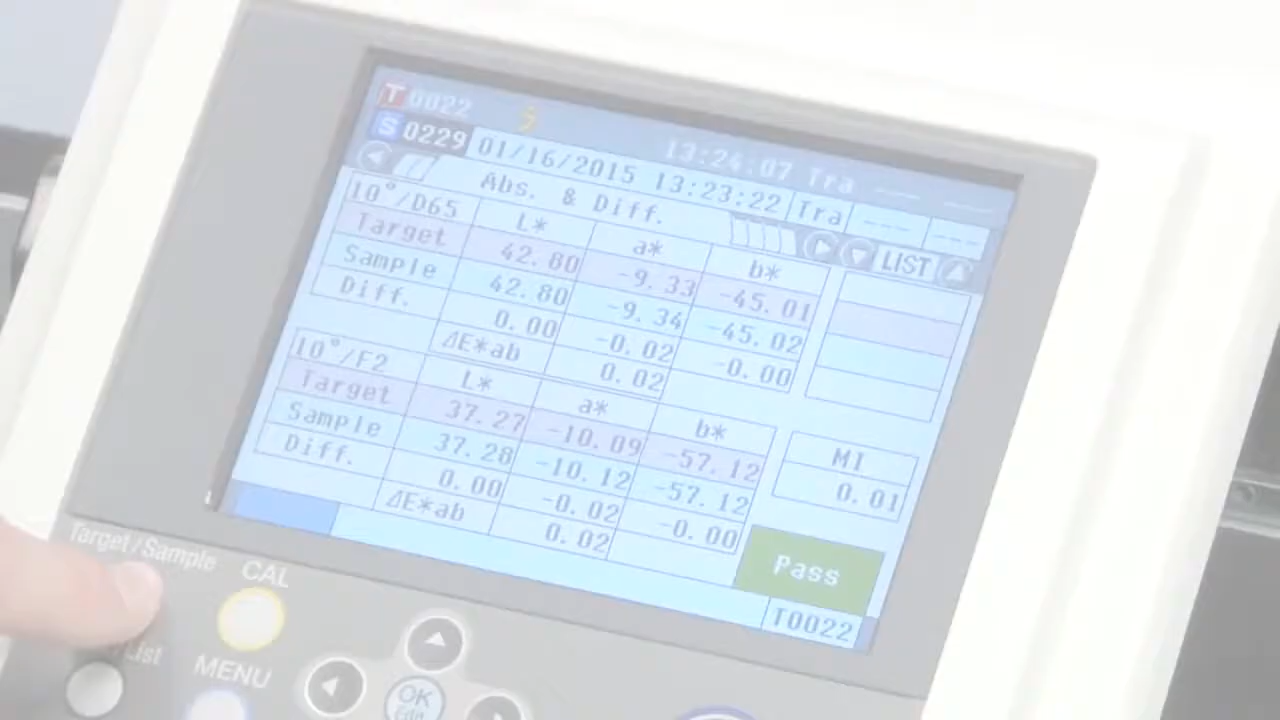 T 0022 13:24:07 Tra --- ---
S 0229 01/16/2015 13:23:22 Tra --- ---
Abs. & Diff. LIST
10°/D65 L* a* b*
Target 42.80 -9.33 -45.01
Sample 42.80 -9.34 -45.02
Diff. 0.00 -0.02 -0.00
ΔE*ab 0.02
10°/F2 L* a* b*
Target 37.27 -10.09 -57.12
Sample 37.28 -10.12 -57.12
Diff. 0.00 -0.02 -0.00
ΔE*ab 0.02
MI
0.01
Pass
T0022
Target/Sample
CAL
List
MENU
OK
Edit